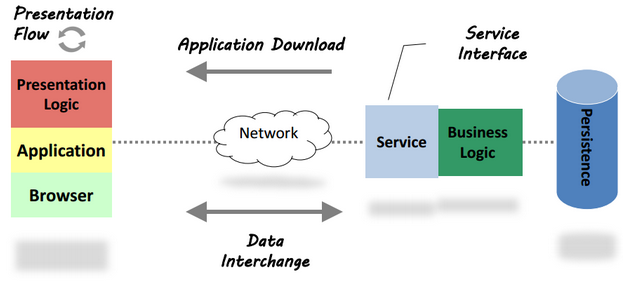 Presentation
Flow
Application Download
Service
Interface
Presentation
Logic
Application
Browser
Network
Service
Business
Logic
Persistence
Data
Interchange